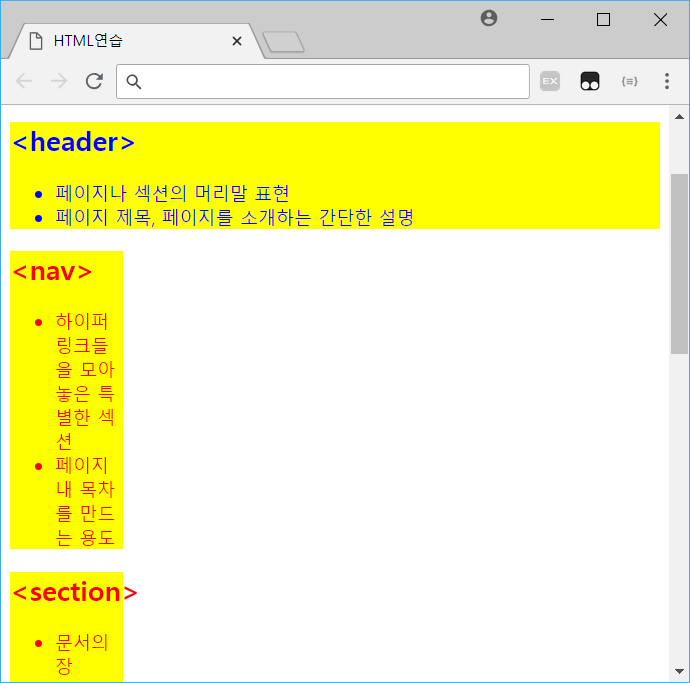 HTML연습
EX
{≡}
<header>
페이지나 섹션의 머리말 표현
페이지 제목, 페이지를 소개하는 간단한 설명
<nav>
하이퍼
링크들
을 모아
놓은 특
별한 섹
션
페이지
내 목차
를 만드
는 용도
<section>
문서의
장